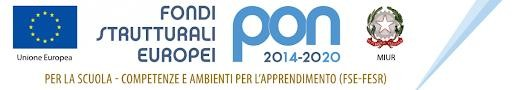 FONDI
STRUTTURALI
EUROPEI
pon
2014-2020
Unione Europea
MIUR
PER LA SCUOLA - COMPETENZE E AMBIENTI PER L'APPRENDIMENTO (FSE-FESR)